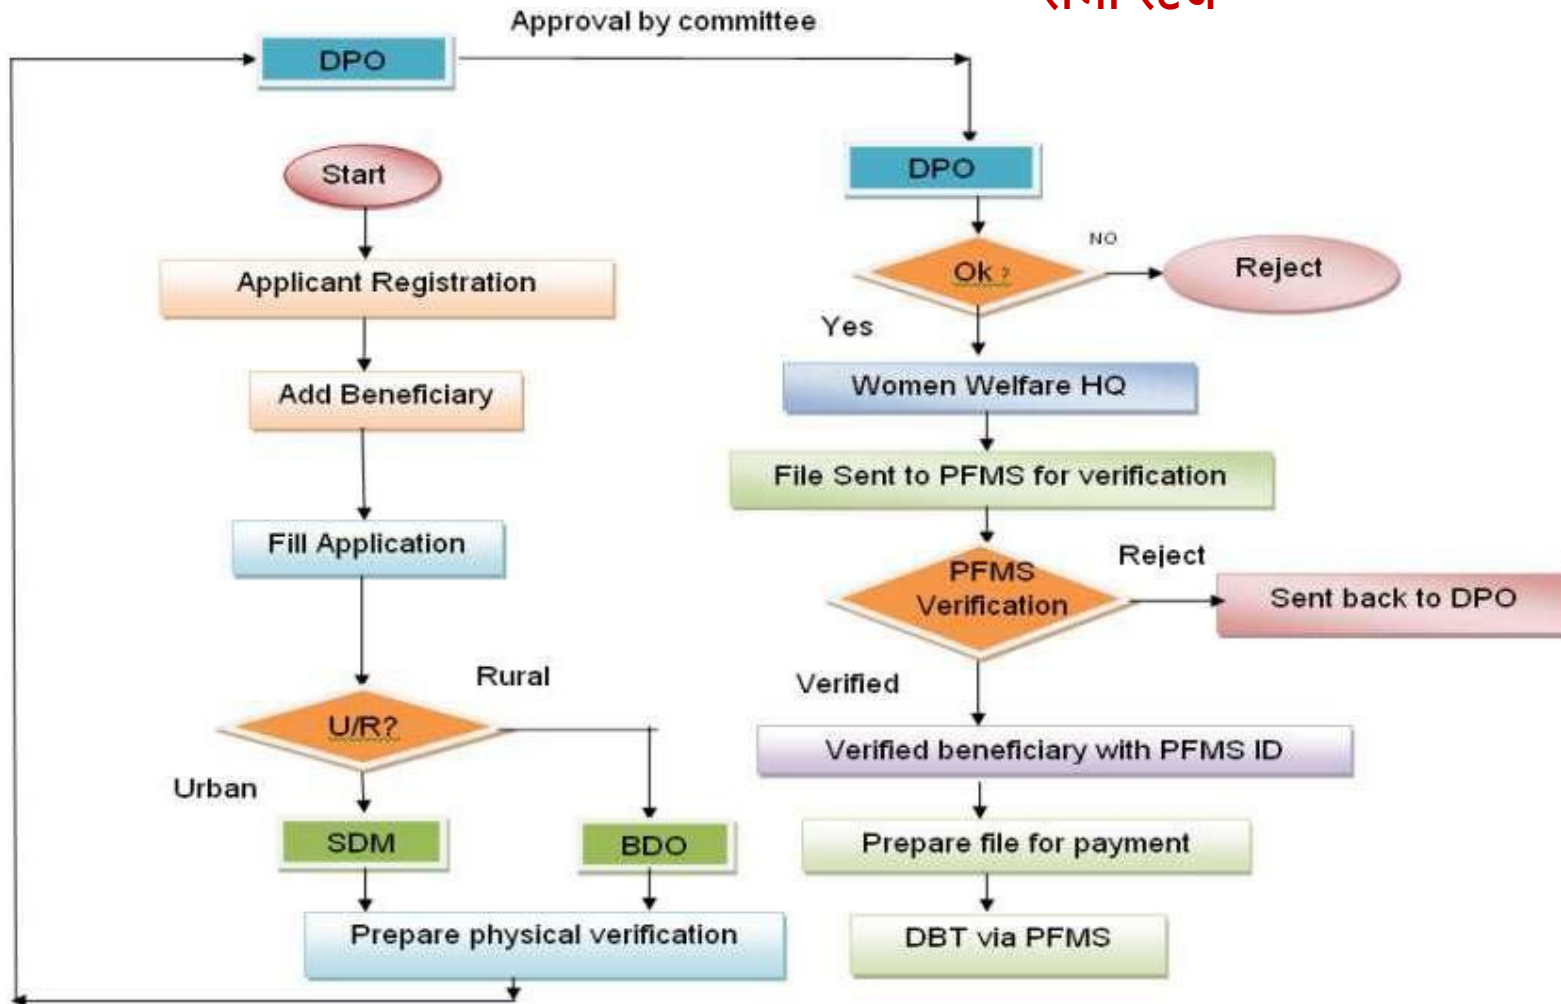 Approval by committee
DPO
Start
Applicant Registration
Add Beneficiary
Fill Application
U/R?
Rural
Urban
SDM
BDO
Prepare physical verification
DPO
Ok ?
NO
Reject
Yes
Women Welfare HQ
File Sent to PFMS for verification
PFMS
Verification
Reject
Sent back to DPO
Verified
Verified beneficiary with PFMS ID
Prepare file for payment
DBT via PFMS